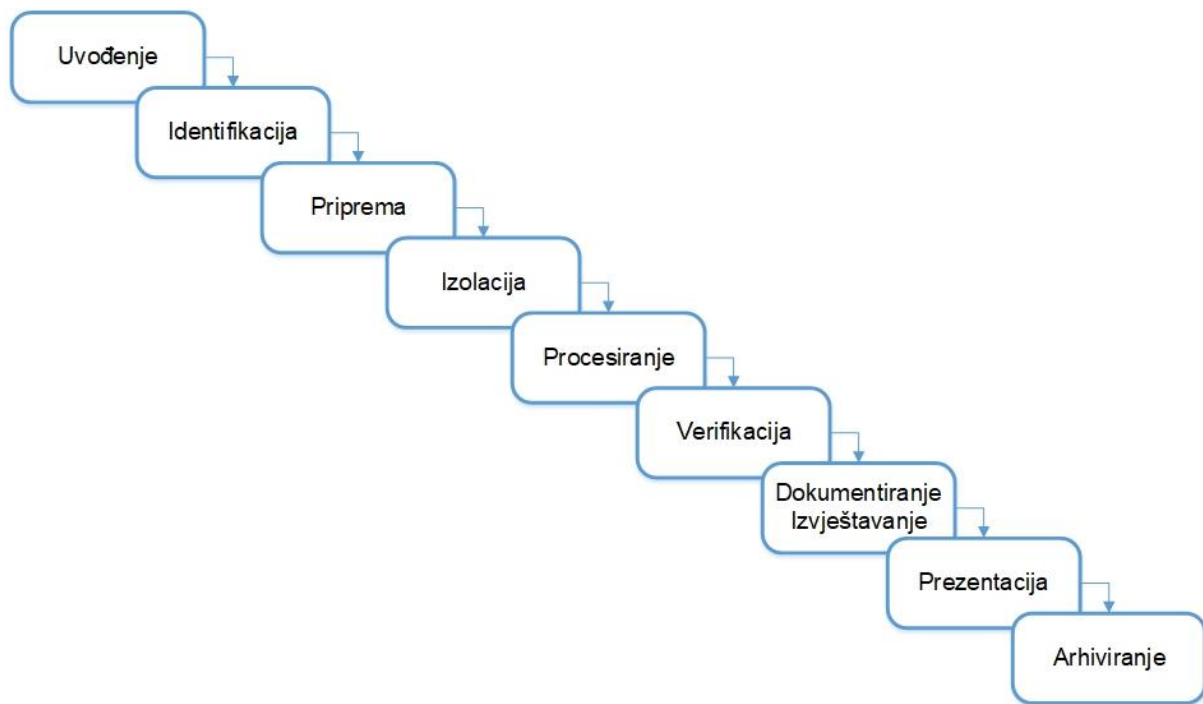 Uvođenje
Identifikacija
Priprema
Izolacija
Procesiranje
Verifikacija
Dokumentiranje
Izvještavanje
Prezentacija
Arhiviranje